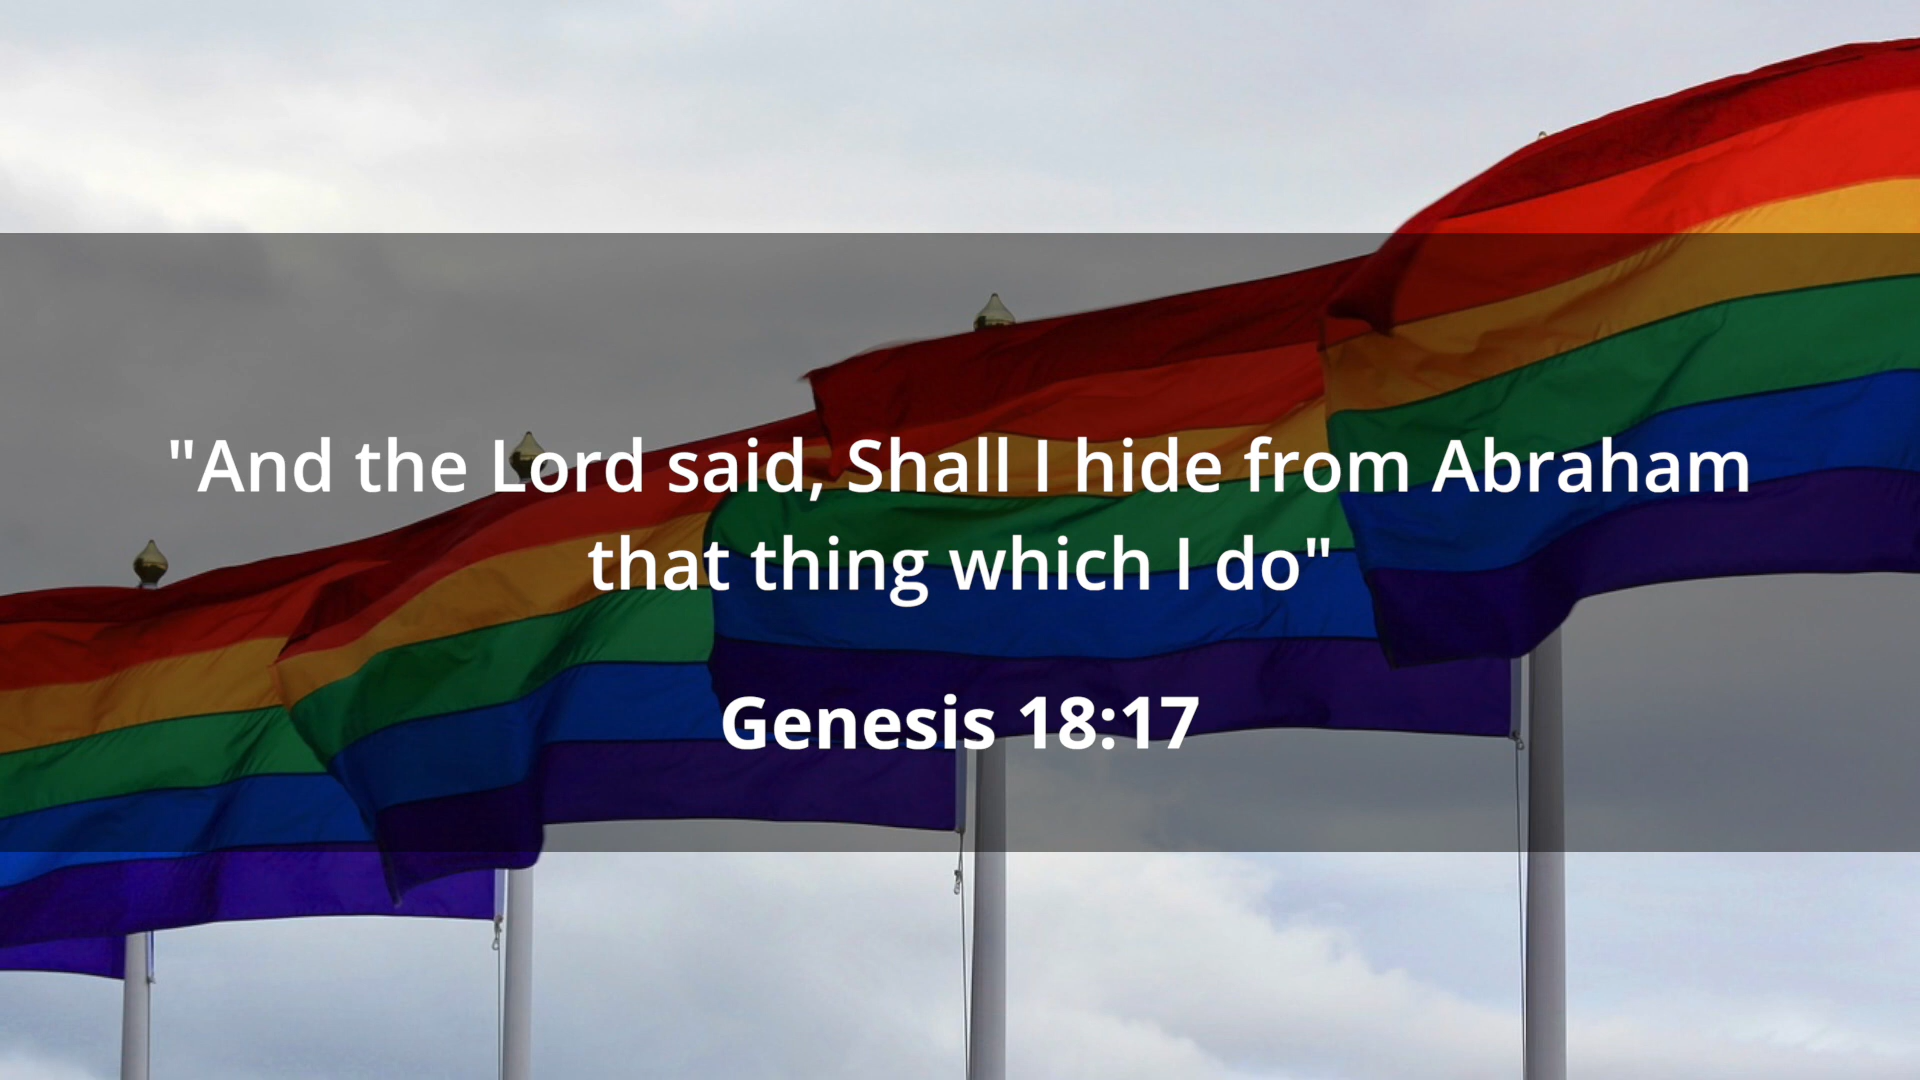 "And the Lord said, Shall I hide from Abraham
that thing which I do"
Genesis 18:17